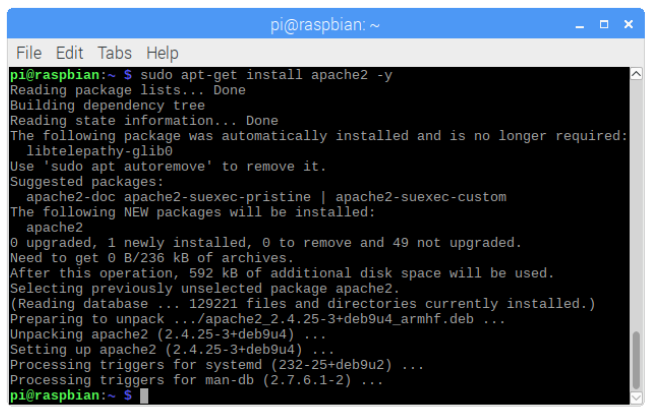 pi@raspbian: ~
File Edit Tabs Help
pi@raspbian:~ $ sudo apt-get install apache2 -y
Reading package lists... Done
Building dependency tree
Reading state information... Done
The following package was automatically installed and is no longer required:
  libtelepathy-glib0
Use 'sudo apt autoremove' to remove it.
Suggested packages:
  apache2-doc apache2-suexec-pristine | apache2-suexec-custom
The following NEW packages will be installed:
  apache2
0 upgraded, 1 newly installed, 0 to remove and 49 not upgraded.
Need to get 0 B/236 kB of archives.
After this operation, 592 kB of additional disk space will be used.
Selecting previously unselected package apache2.
(Reading database ... 129221 files and directories currently installed.)
Preparing to unpack .../apache2_2.4.25-3+deb9u4_armhf.deb ...
Unpacking apache2 (2.4.25-3+deb9u4) ...
Setting up apache2 (2.4.25-3+deb9u4) ...
Processing triggers for systemd (232-25+deb9u2) ...
Processing triggers for man-db (2.7.6.1-2) ...
pi@raspbian:~ $